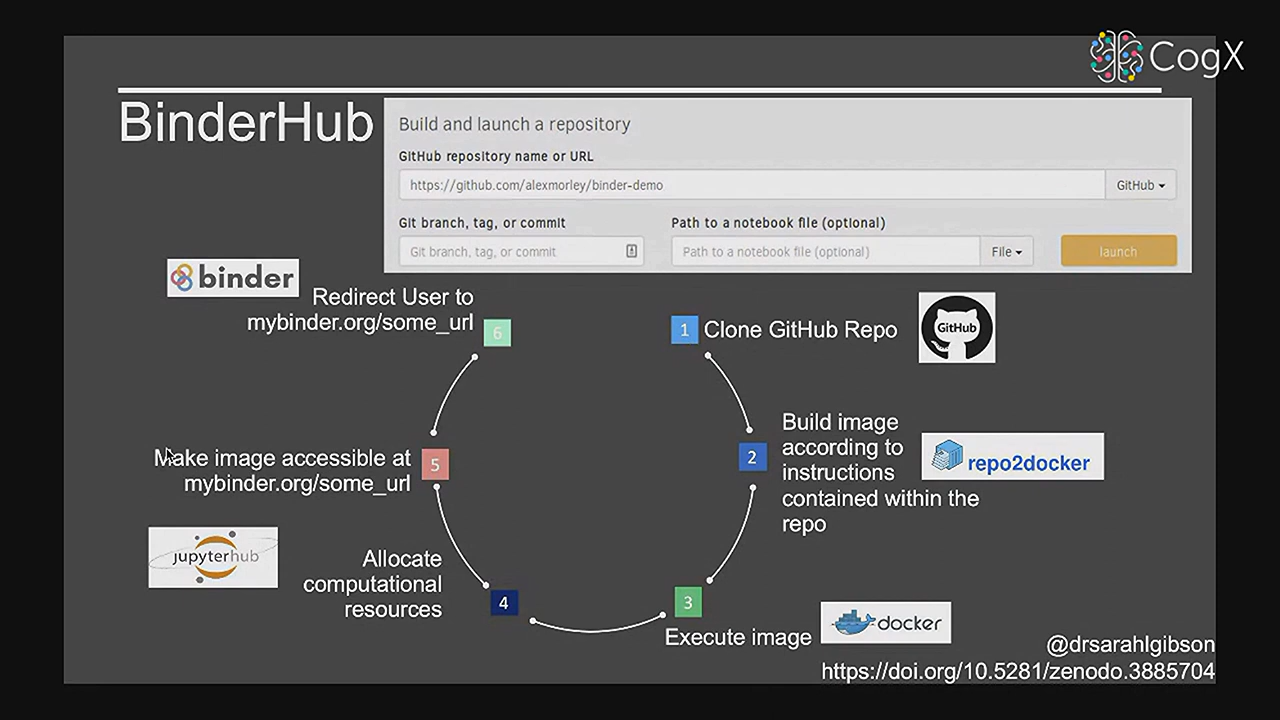 CogX
BinderHub
Build and launch a repository
GitHub repository name or URL
https://github.com/alexmorley/binder-demo
GitHub
Git branch, tag, or commit
Path to a notebook file (optional)
Git branch, tag, or commit
Path to a notebook file (optional)
File
launch
binder
Redirect User to
mybinder.org/some_url
6
1
Clone GitHub Repo
GitHub
2
Build image
according to
instructions
contained within the
repo
repo2docker
3
Execute image
docker
4
Allocate
computational
resources
jupyterhub
5
Make image accessible at
mybinder.org/some_url
@drsarahlgibson
https://doi.org/10.5281/zenodo.3885704